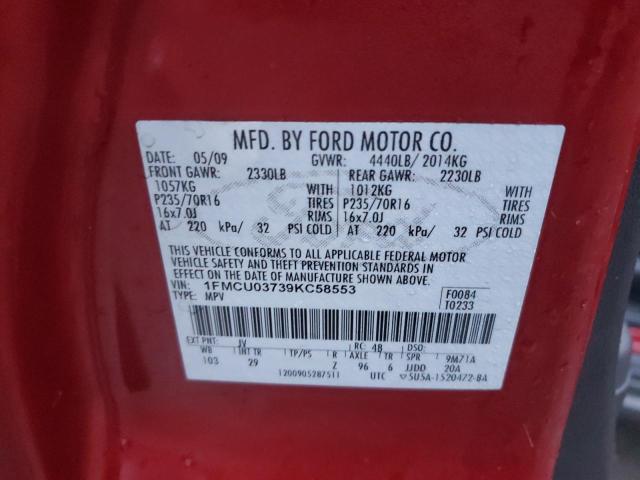 MFD. BY FORD MOTOR CO.
DATE: 05/09 GVWR: 4440LB/ 2014KG
FRONT GAWR: 2330LB REAR GAWR: 2230LB
1057KG WITH 1012KG WITH
P235/70R16 TIRES P235/70R16 TIRES
16x7.0J RIMS 16x7.0J RIMS
AT 220 kPa/ 32 PSI COLD AT 220 kPa/ 32 PSI COLD
THIS VEHICLE CONFORMS TO ALL APPLICABLE FEDERAL MOTOR
VEHICLE SAFETY AND THEFT PREVENTION STANDARDS IN
EFFECT ON THE DATE OF MANUFACTURE SHOWN ABOVE.
VIN: 1FMCU03739KC58553 F0084
TYPE: MPV T0233
EXT PNT: JV RC: 48 DSO:
WB INT TR TP/PS R AXLE TR SPR 9M71A
103 29 Z 96 6 JJDD 20A
1200905287511 UTC 5U5A-1520472-BA